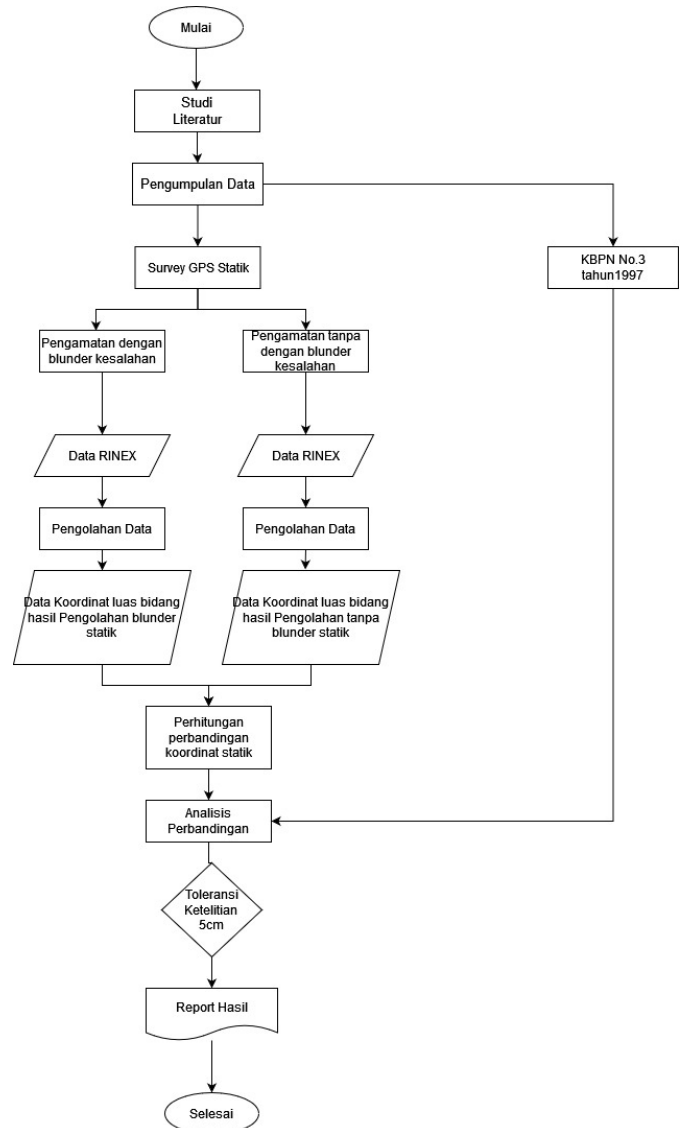 Mulai
Studi
Literatur
Pengumpulan Data
Survey GPS Statik
KBPN No.3
tahun1997
Pengamatan dengan
blunder kesalahan
Pengamatan tanpa
dengan blunder
kesalahan
Data RINEX
Data RINEX
Pengolahan Data
Pengolahan Data
Data Koordinat luas bidang
hasil Pengolahan blunder
statik
Data Koordinat luas bidang
hasil Pengolahan tanpa
blunder statik
Perhitungan
perbandingan
koordinat statik
Analisis
Perbandingan
Toleransi
Ketelitian
5cm
Report Hasil
Selesai